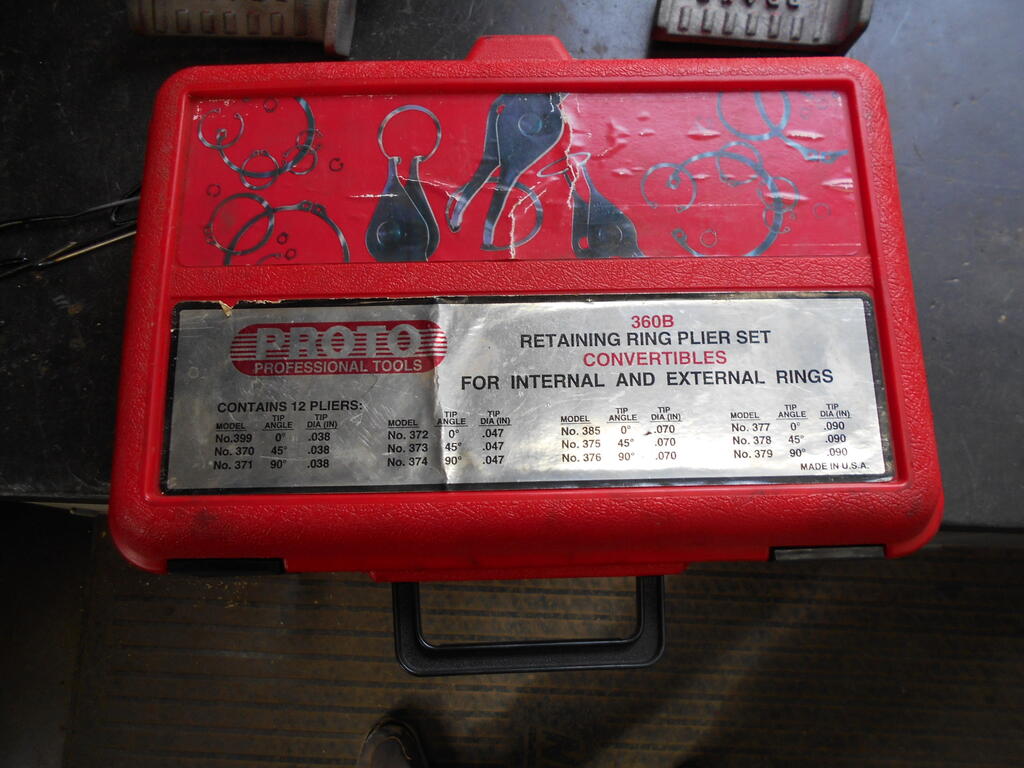 PROTO
PROFESSIONAL TOOLS
360B
RETAINING RING PLIER SET
CONVERTIBLES
FOR INTERNAL AND EXTERNAL RINGS
CONTAINS 12 PLIERS:
MODEL TIP ANGLE TIP DIA (IN)
No.399 0° .038
No. 370 45° .038
No. 371 90° .038
MODEL TIP ANGLE TIP DIA (IN)
No. 372 0° .047
No. 373 45° .047
No. 374 90° .047
MODEL TIP ANGLE TIP DIA (IN)
No. 385 0° .070
No. 375 45° .070
No. 376 90° .070
MODEL TIP ANGLE TIP DIA (IN)
No. 377 0° .090
No. 378 45° .090
No. 379 90° .090
MADE IN U.S.A.